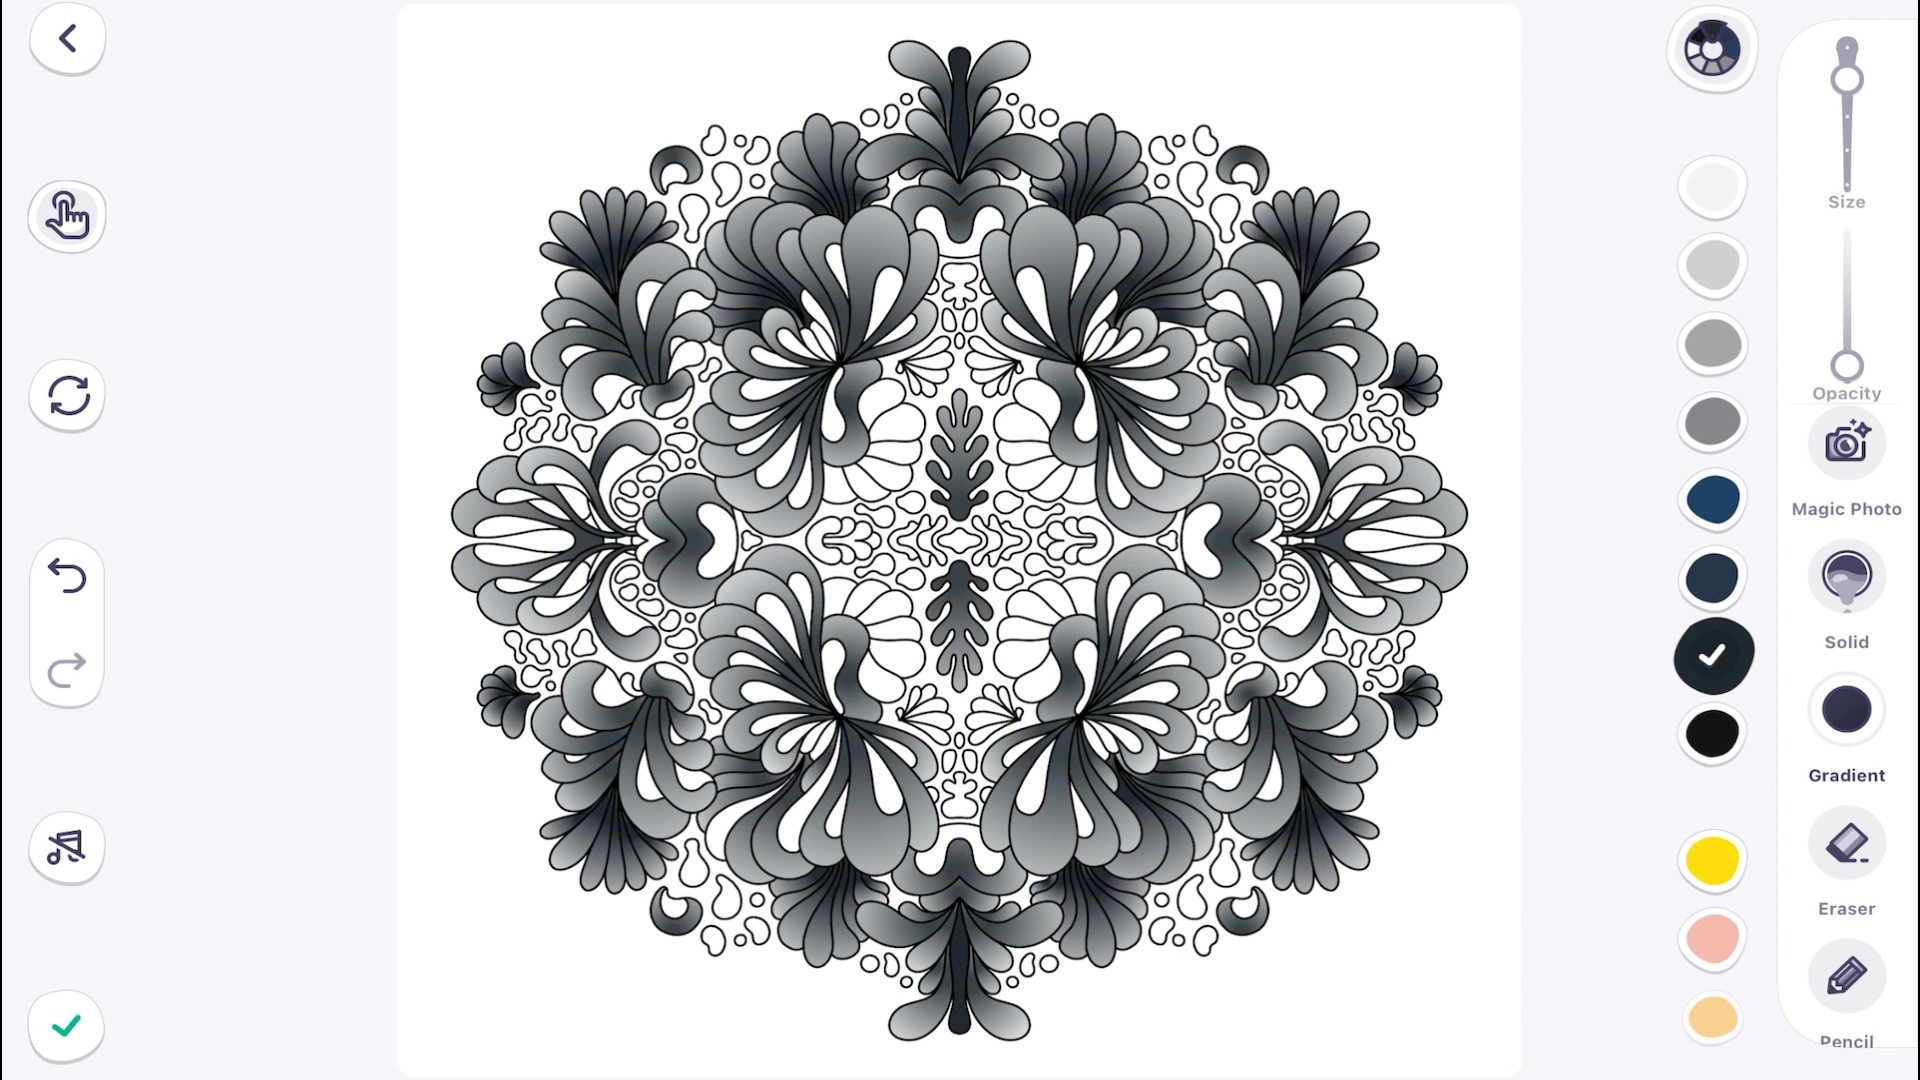 Size
Opacity
Magic Photo
Solid
Gradient
Eraser
Pencil